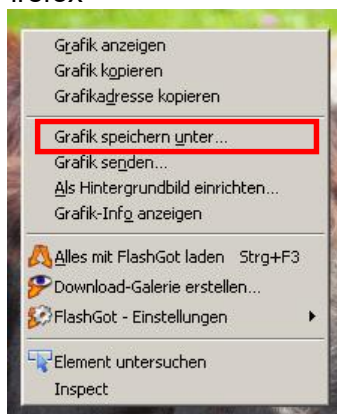 Grafik anzeigen
Grafik kopieren
Grafikadresse kopieren
Grafik speichern unter...
Grafik senden...
Als Hintergrundbild einrichten...
Grafik-Info anzeigen
Alles mit FlashGot laden Strg+F3
Download-Galerie erstellen...
FlashGot - Einstellungen
Element untersuchen
Inspect